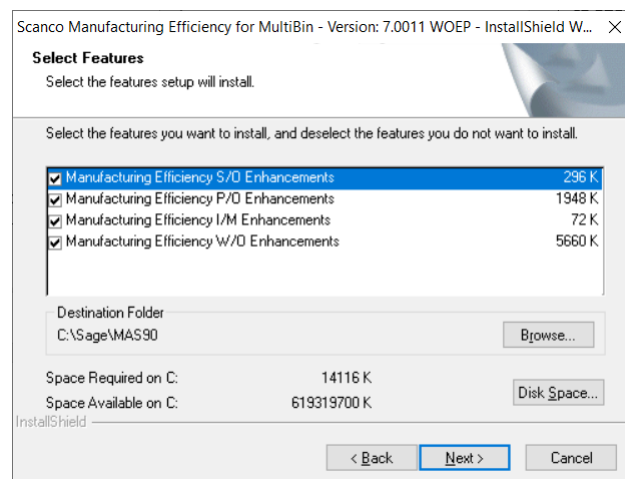 Scanco Manufacturing Efficiency for MultiBin - Version: 7.0011 WOEP - InstallShield W...
Select Features
Select the features setup will install.
Select the features you want to install, and deselect the features you do not want to install.
Manufacturing Efficiency S/O Enhancements 296 K
Manufacturing Efficiency P/O Enhancements 1948 K
Manufacturing Efficiency I/M Enhancements 72 K
Manufacturing Efficiency W/O Enhancements 5660 K
Destination Folder
C:\Sage\MAS90 Browse...
Space Required on C: 14116 K
Disk Space...
Space Available on C: 619319700 K
InstallShield
< Back Next > Cancel